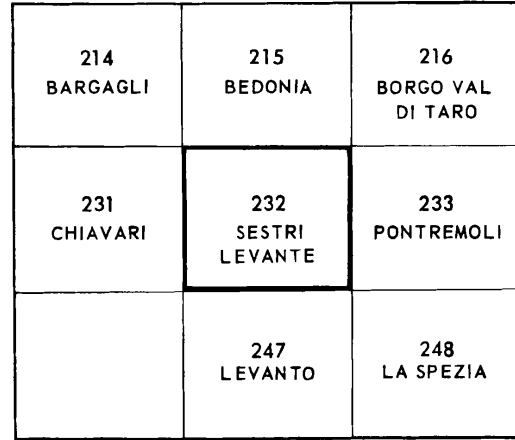 214
BARGAGLI
215
BEDONIA
216
BORGO VAL
DI TARO
231
CHIAVARI
232
SESTRI
LEVANTE
233
PONTREMOLI
247
LEVANTO
248
LA SPEZIA